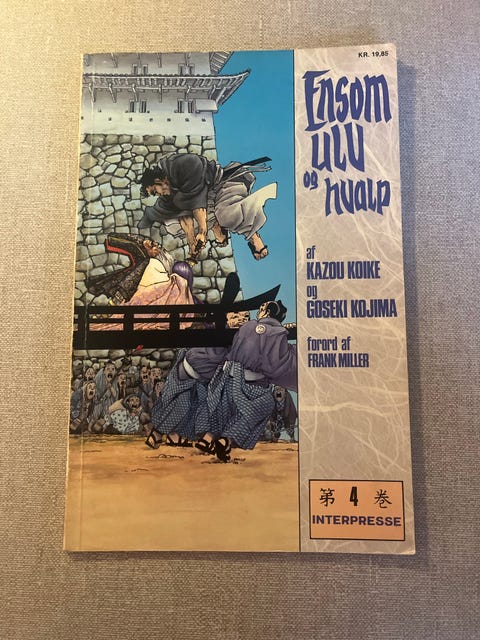 KR. 19,85
Ensom
ulv
og hvalp
af
KAZOU KOIKE
og
GOSEKI KOJIMA
forord af
FRANK MILLER
第 4 巻
INTERPRESSE